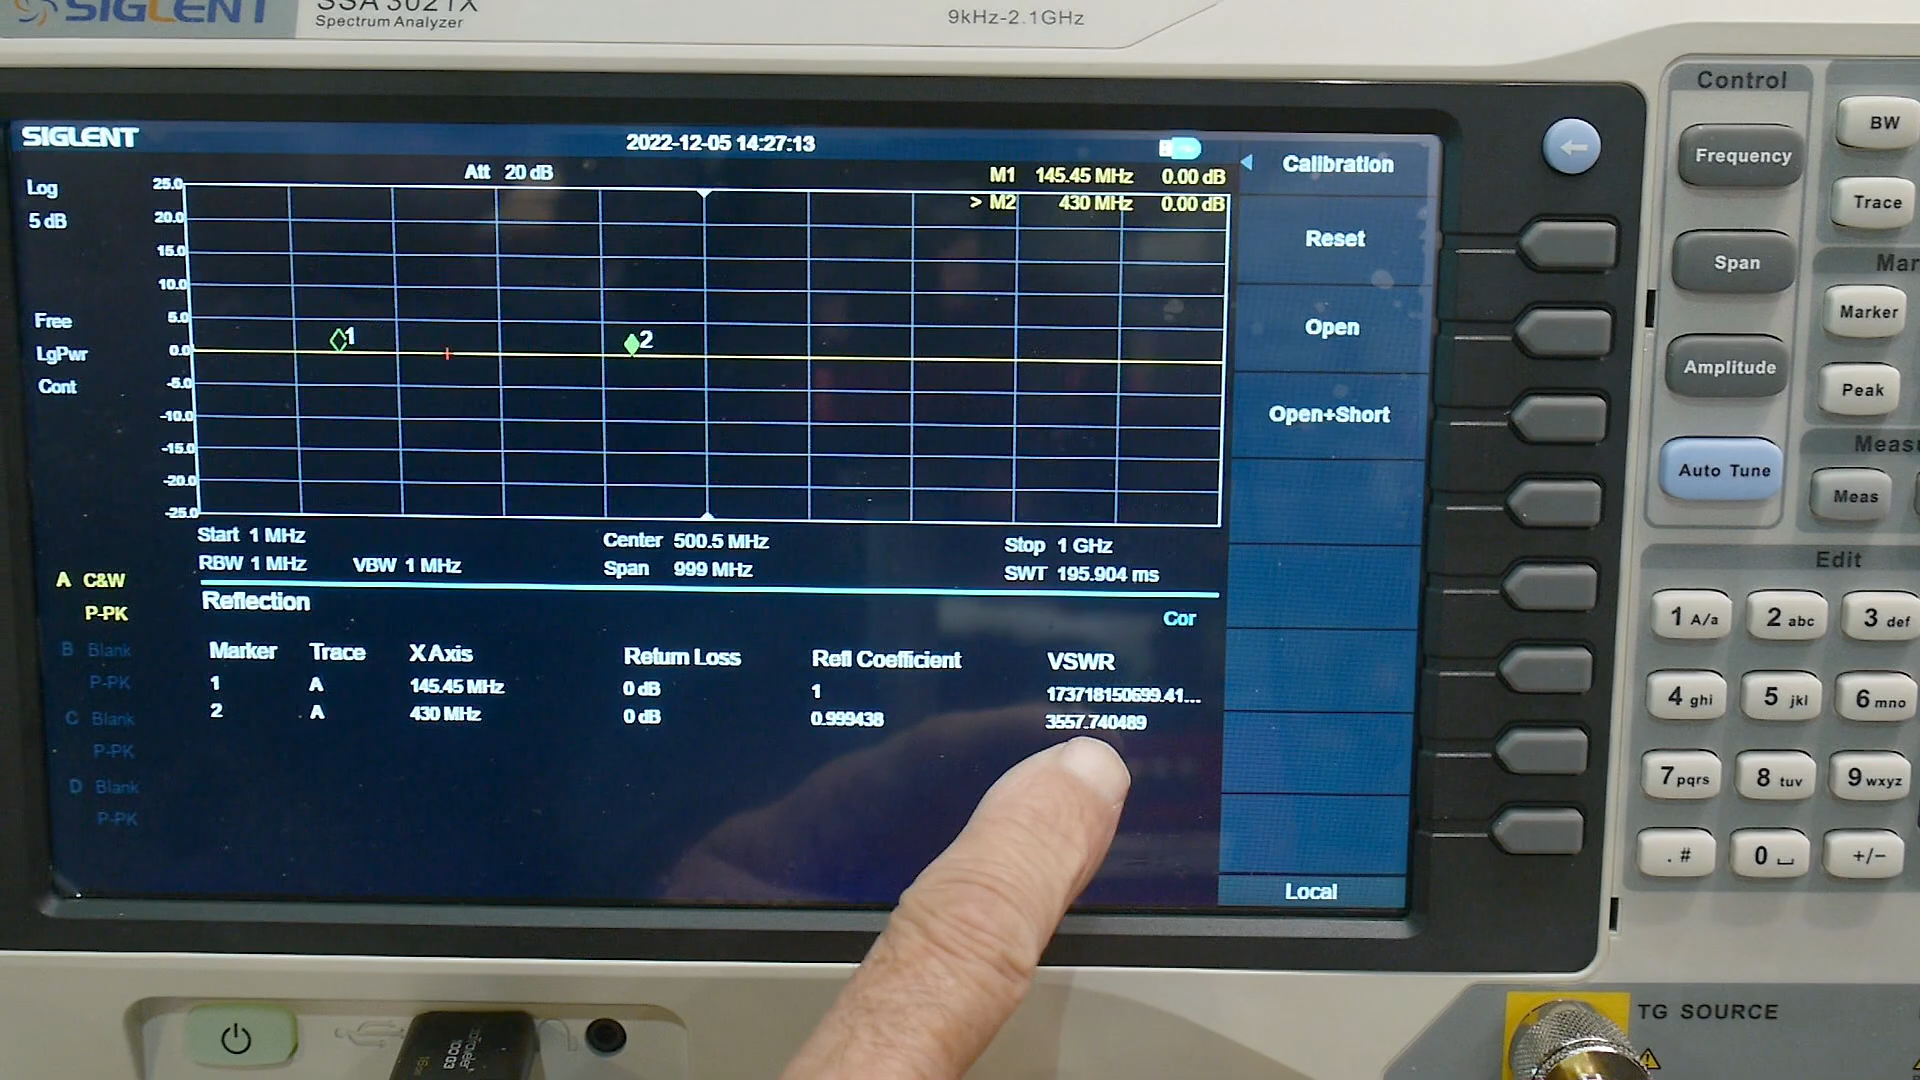 SIGLENT
SSA 3021X
Spectrum Analyzer
9kHz-2.1GHz
SIGLENT
2022-12-05 14:27:13
Calibration
Log
5 dB
Att 20 dB
M1 145.45 MHz 0.00 dB
> M2 430 MHz 0.00 dB
25.0
20.0
15.0
10.0
5.0
0.0
-5.0
-10.0
-15.0
-20.0
-25.0
1
2
Free
LgPwr
Cont
Start 1 MHz
Center 500.5 MHz
Stop 1 GHz
RBW 1 MHz
VBW 1 MHz
Span 999 MHz
SWT 195.904 ms
A C&W
P-PK
B Blank
P-PK
C Blank
P-PK
D Blank
P-PK
Reflection
Cor
Marker Trace X Axis Return Loss Refl Coefficient VSWR
1 A 145.45 MHz 0 dB 1 173718150699.41...
2 A 430 MHz 0 dB 0.999438 3557.740489
Reset
Open
Open+Short
Local
Control
Frequency
Span
Amplitude
Auto Tune
BW
Trace
Mar
Marker
Peak
Meas
Meas
Edit
1 A/a
2 abc
3 def
4 ghi
5 jkl
6 mno
7 pqrs
8 tuv
9 wxyz
. #
0
+/-
TG SOURCE